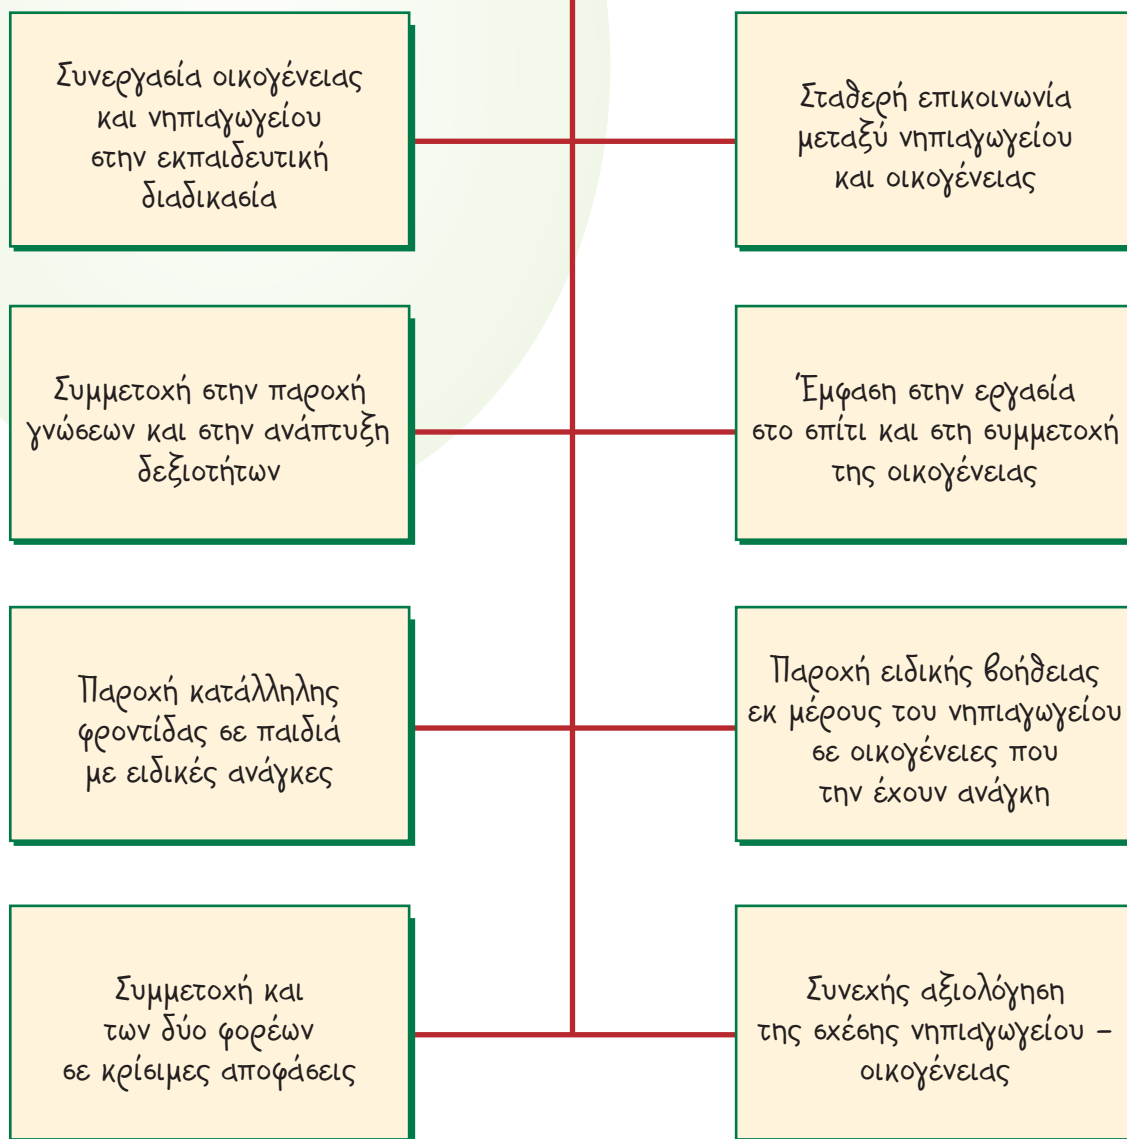 Συνεργασία οικογένειας
και νηπιαγωγείου
στην εκπαιδευτική
διαδικασία
Σταθερή επικοινωνία
μεταξύ νηπιαγωγείου
και οικογένειας
Συμμετοχή στην παροχή
γνώσεων και στην ανάπτυξη
δεξιοτήτων
Έμφαση στην εργασία
στο σπίτι και στη συμμετοχή
της οικογένειας
Παροχή κατάλληλης
φροντίδας σε παιδιά
με ειδικές ανάγκες
Παροχή ειδικής βοήθειας
εκ μέρους του νηπιαγωγείου
σε οικογένειες που
την έχουν ανάγκη
Συμμετοχή και
των δύο φορέων
σε κρίσιμες αποφάσεις
Συνεχής αξιολόγηση
της σχέσης νηπιαγωγείου –
οικογένειας